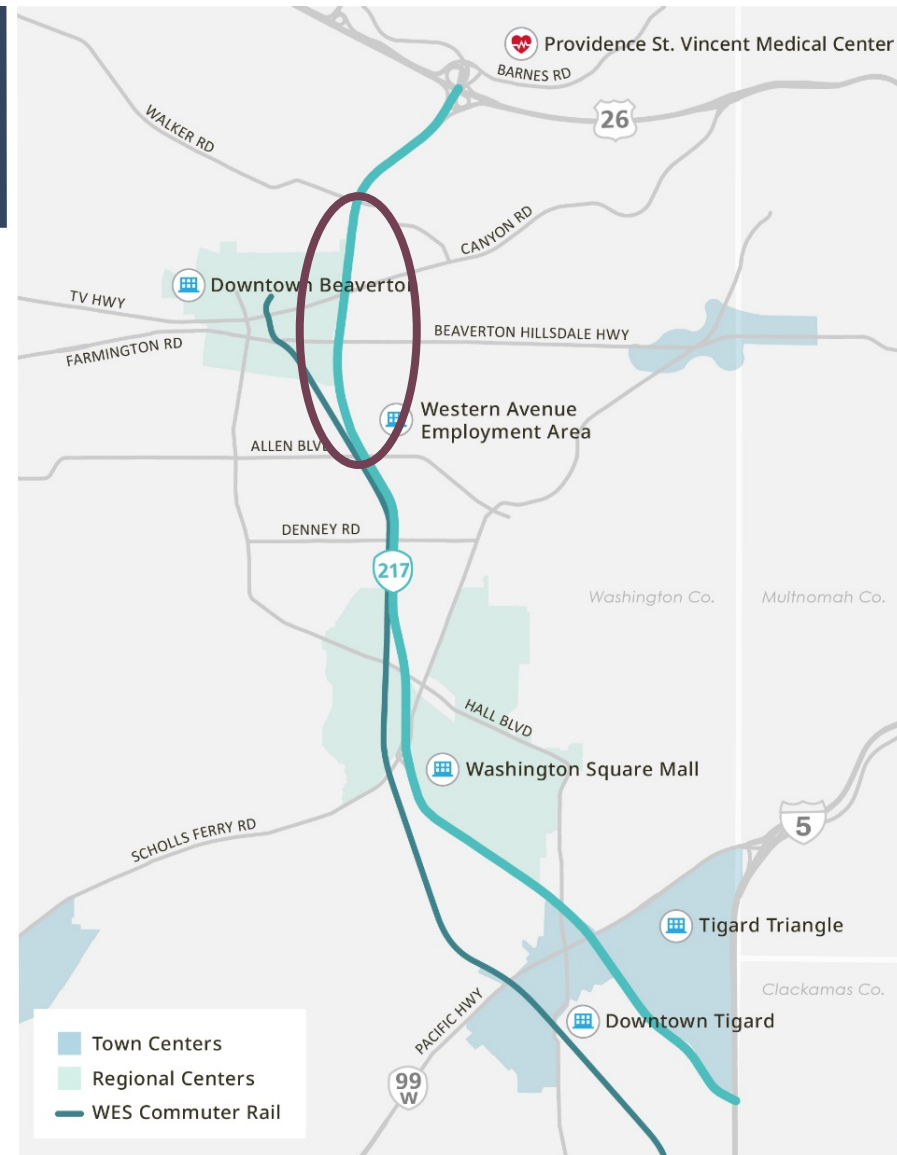 Providence St. Vincent Medical Center
BARNES RD
26
WALKER RD
CANYON RD
Downtown Beaverton
TV HWY
BEAVERTON HILLSDALE HWY
FARMINGTON RD
Western Avenue
Employment Area
ALLEN BLVD
DENNEY RD
217
Washington Co.
Multnomah Co.
HALL BLVD
Washington Square Mall
5
SCHOLLS FERRY RD
Tigard Triangle
Clackamas Co.
PACIFIC HWY
Downtown Tigard
99
W
Town Centers
Regional Centers
WES Commuter Rail